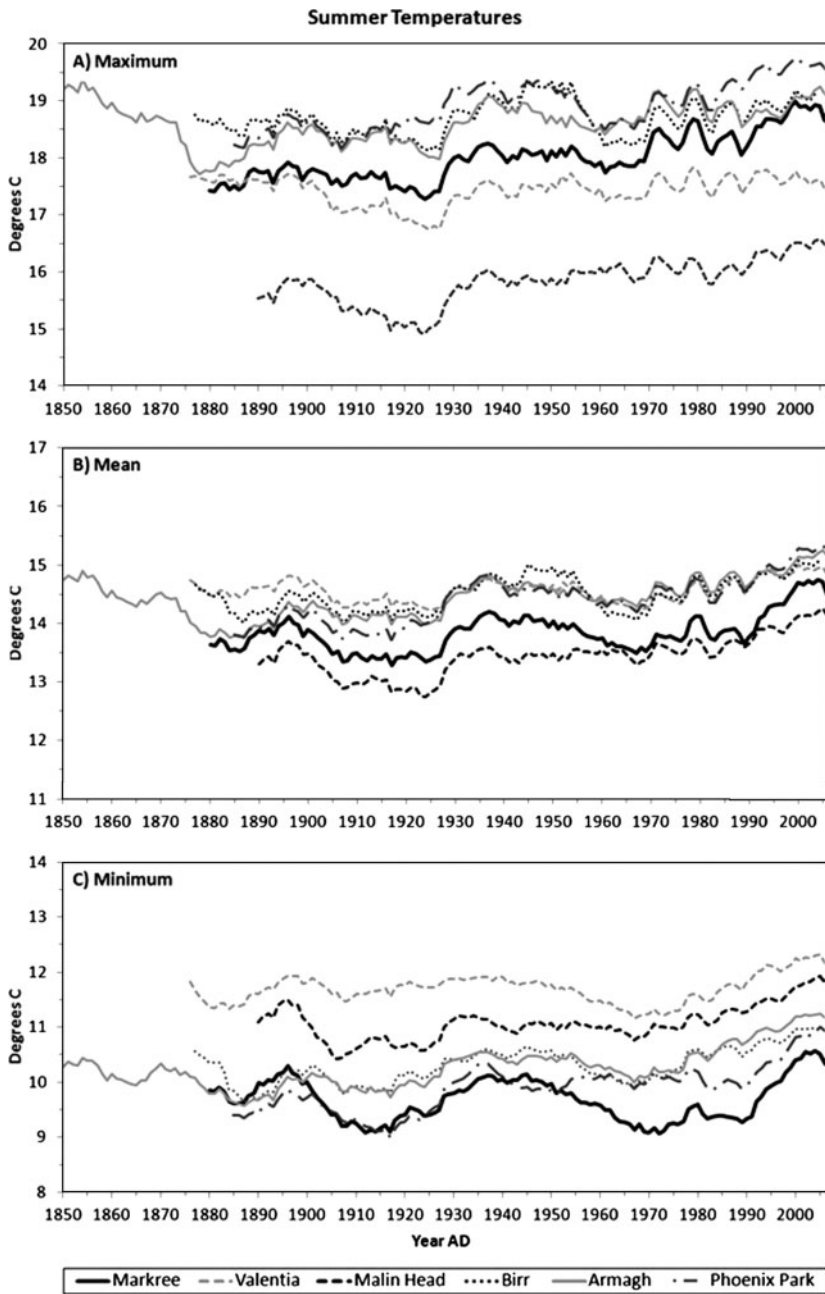 Summer Temperatures
A) Maximum
Degrees C
20
19
18
17
16
15
14
1850 1860 1870 1880 1890 1900 1910 1920 1930 1940 1950 1960 1970 1980 1990 2000
B) Mean
Degrees C
17
16
15
14
13
12
11
1850 1860 1870 1880 1890 1900 1910 1920 1930 1940 1950 1960 1970 1980 1990 2000
C) Minimum
Degrees C
14
13
12
11
10
9
8
1850 1860 1870 1880 1890 1900 1910 1920 1930 1940 1950 1960 1970 1980 1990 2000
Year AD
Markree Valentia Malin Head Birr Armagh Phoenix Park